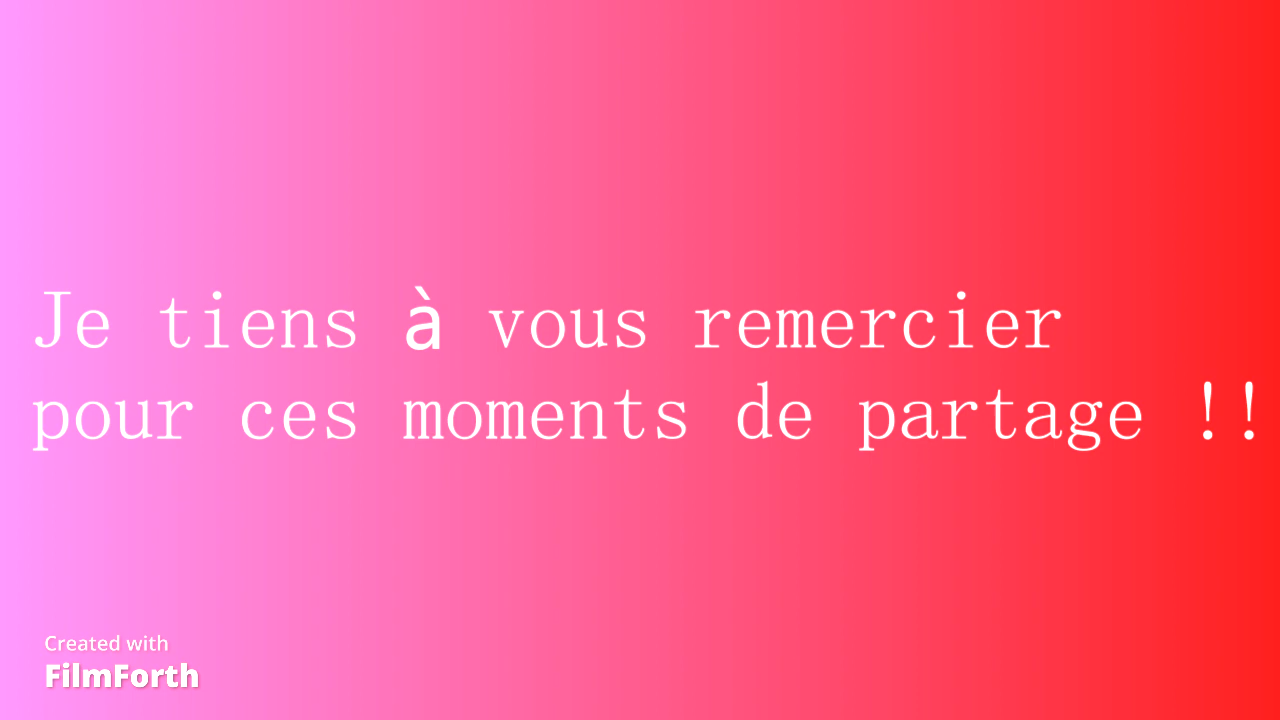 Je tiens à vous remercier
pour ces moments de partage !!
Created with
FilmForth